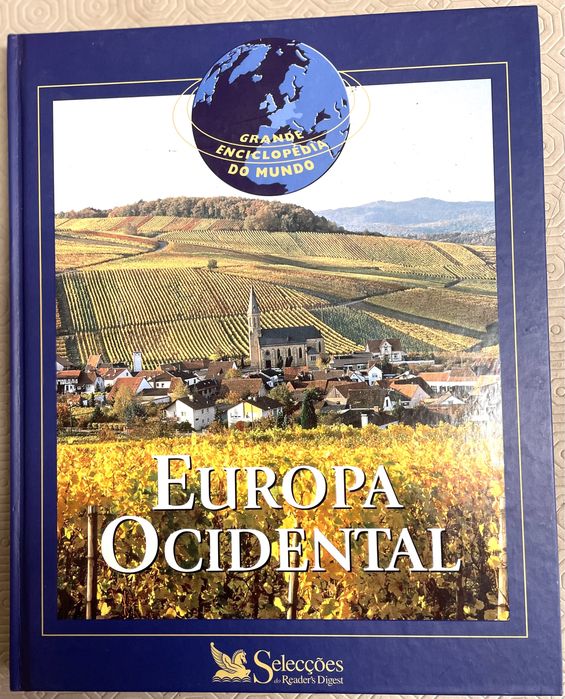 GRANDE
ENCICLOPÉDIA
DO MUNDO
EUROPA
OCIDENTAL
Selecções
do Reader's Digest